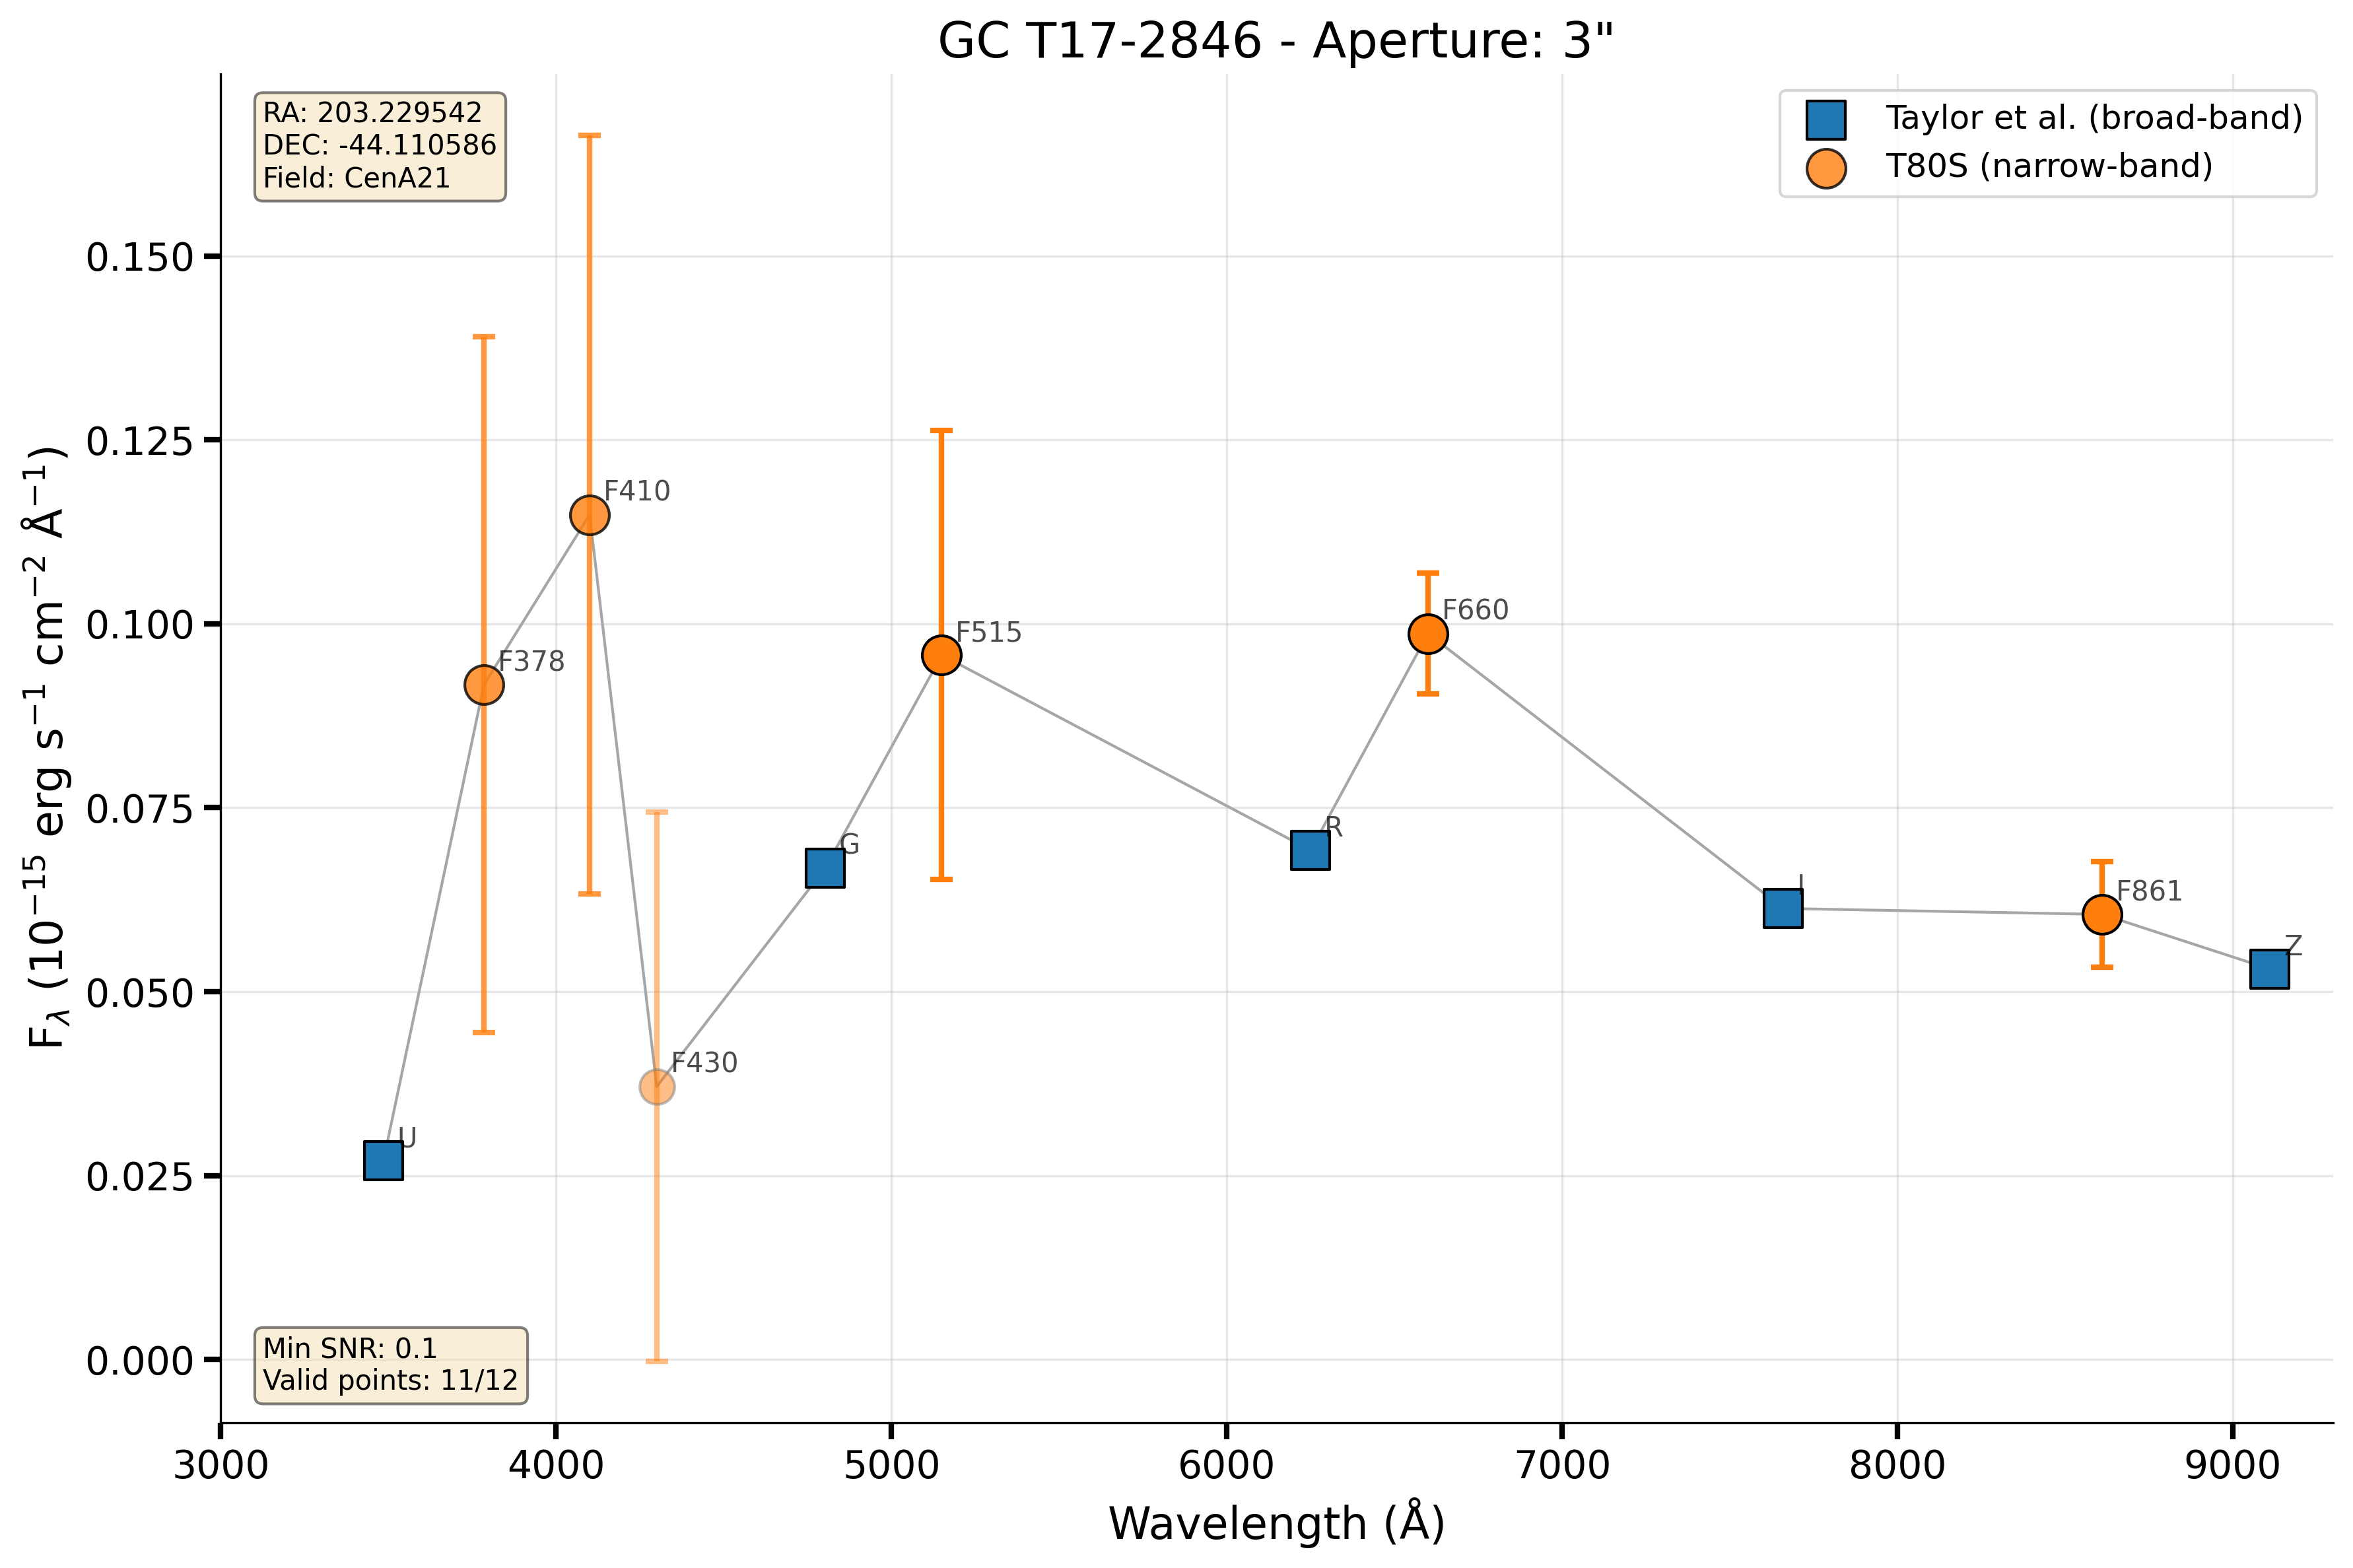 GC T17-2846 - Aperture: 3"
RA: 203.229542
DEC: -44.110586
Field: CenA21
Taylor et al. (broad-band)
T80S (narrow-band)
0.150
0.125
0.100
0.075
0.050
0.025
0.000
F410
F378
F515
F660
G
R
I
F861
Z
F430
U
Min SNR: 0.1
Valid points: 11/12
3000 4000 5000 6000 7000 8000 9000
Wavelength (Å)
F_λ (10⁻¹⁵ erg s⁻¹ cm⁻² Å⁻¹)